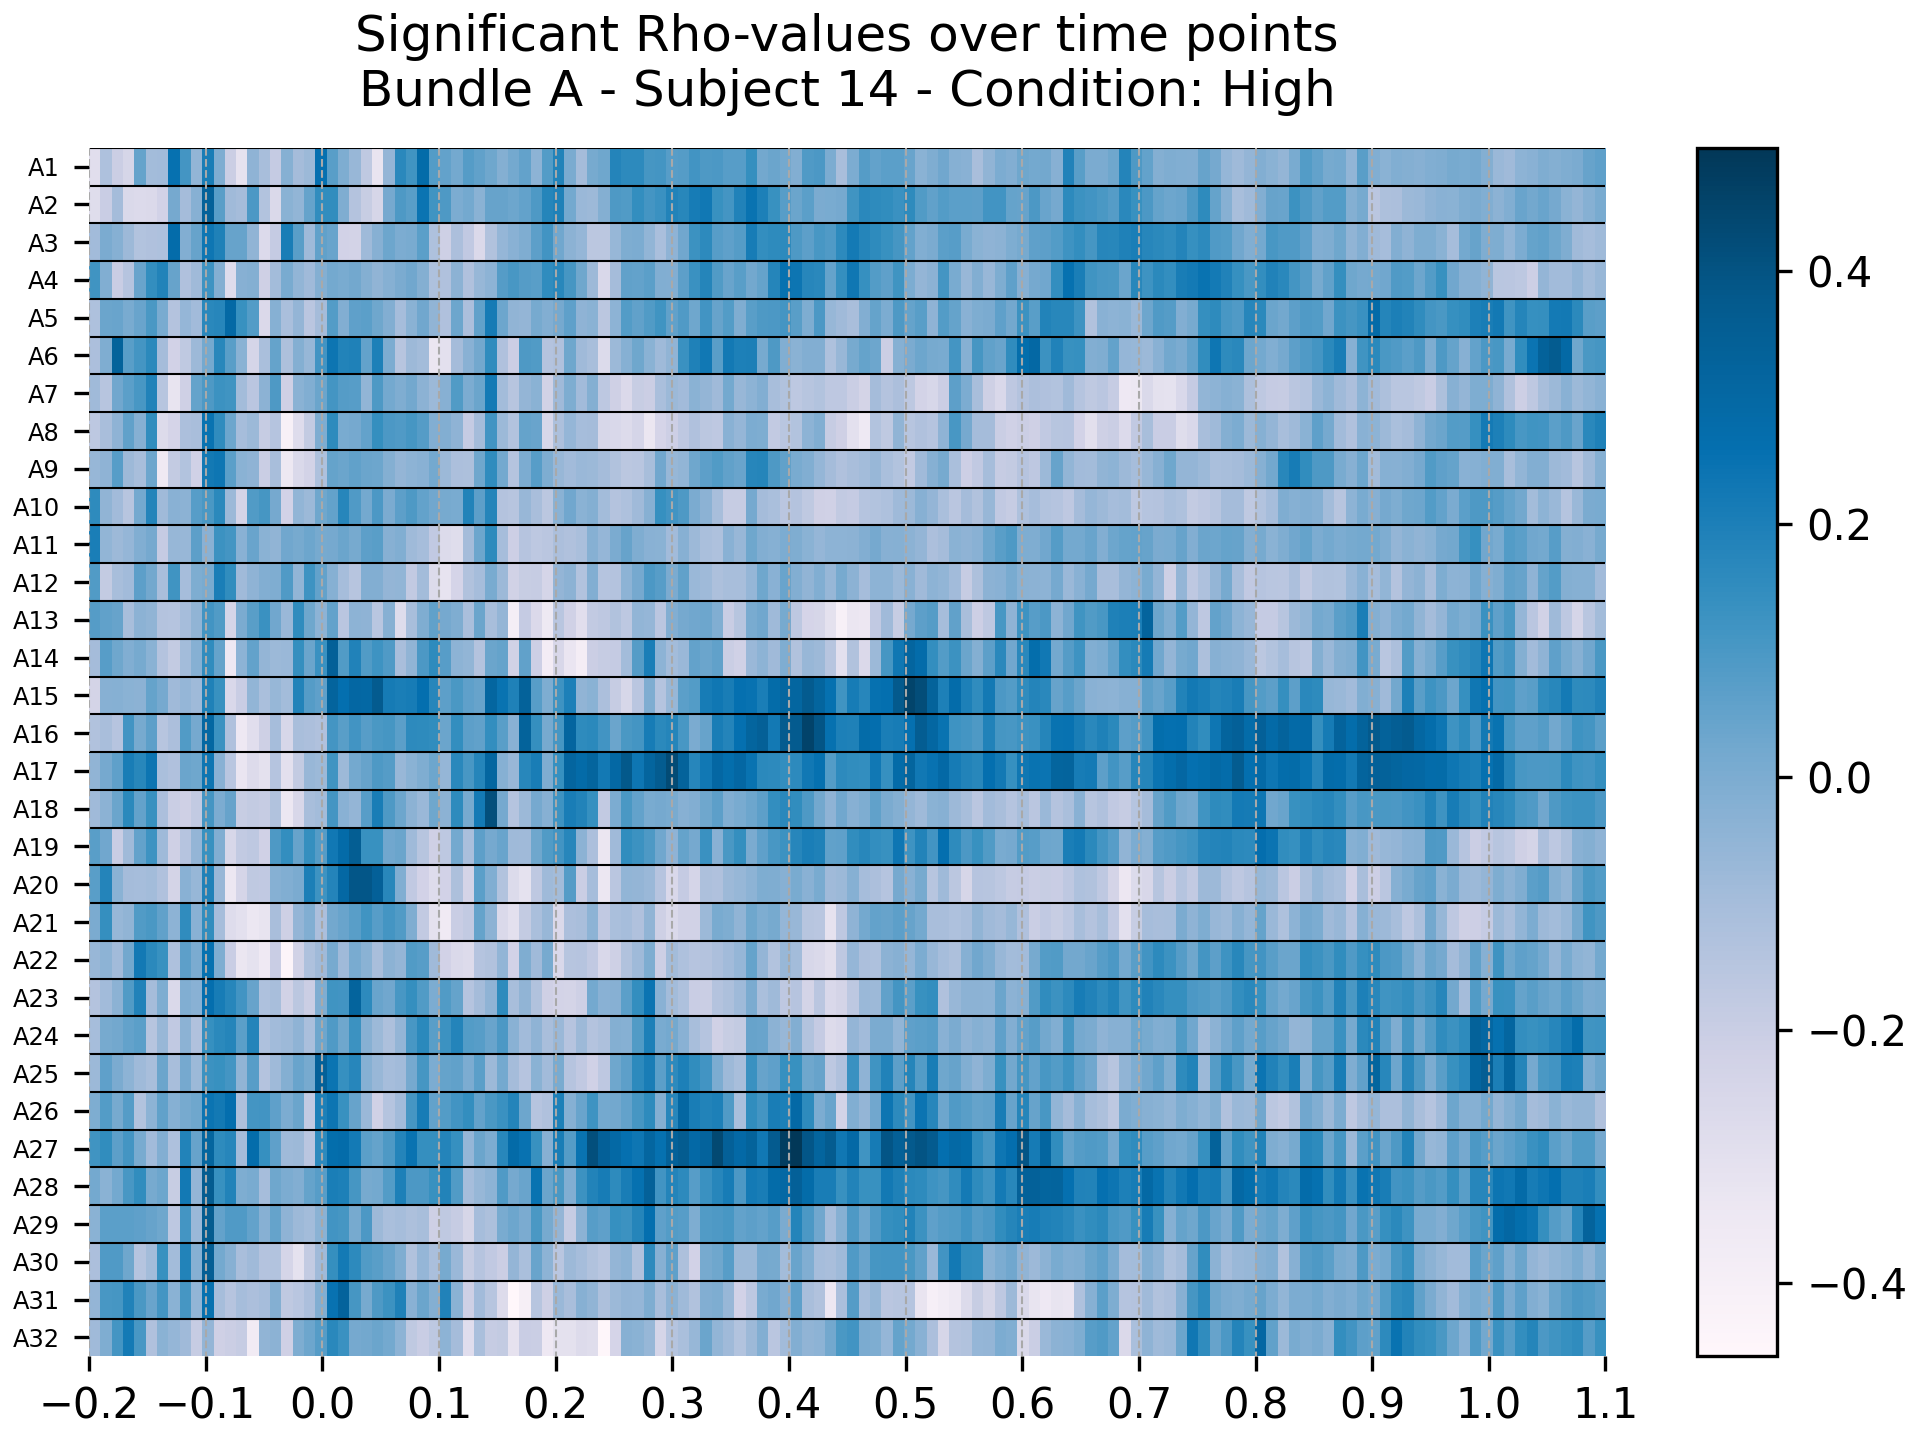 Significant Rho-values over time points
Bundle A - Subject 14 - Condition: High
A1
A2
A3
A4
A5
A6
A7
A8
A9
A10
A11
A12
A13
A14
A15
A16
A17
A18
A19
A20
A21
A22
A23
A24
A25
A26
A27
A28
A29
A30
A31
A32
−0.2 −0.1 0.0 0.1 0.2 0.3 0.4 0.5 0.6 0.7 0.8 0.9 1.0 1.1
0.4
0.2
0.0
−0.2
−0.4